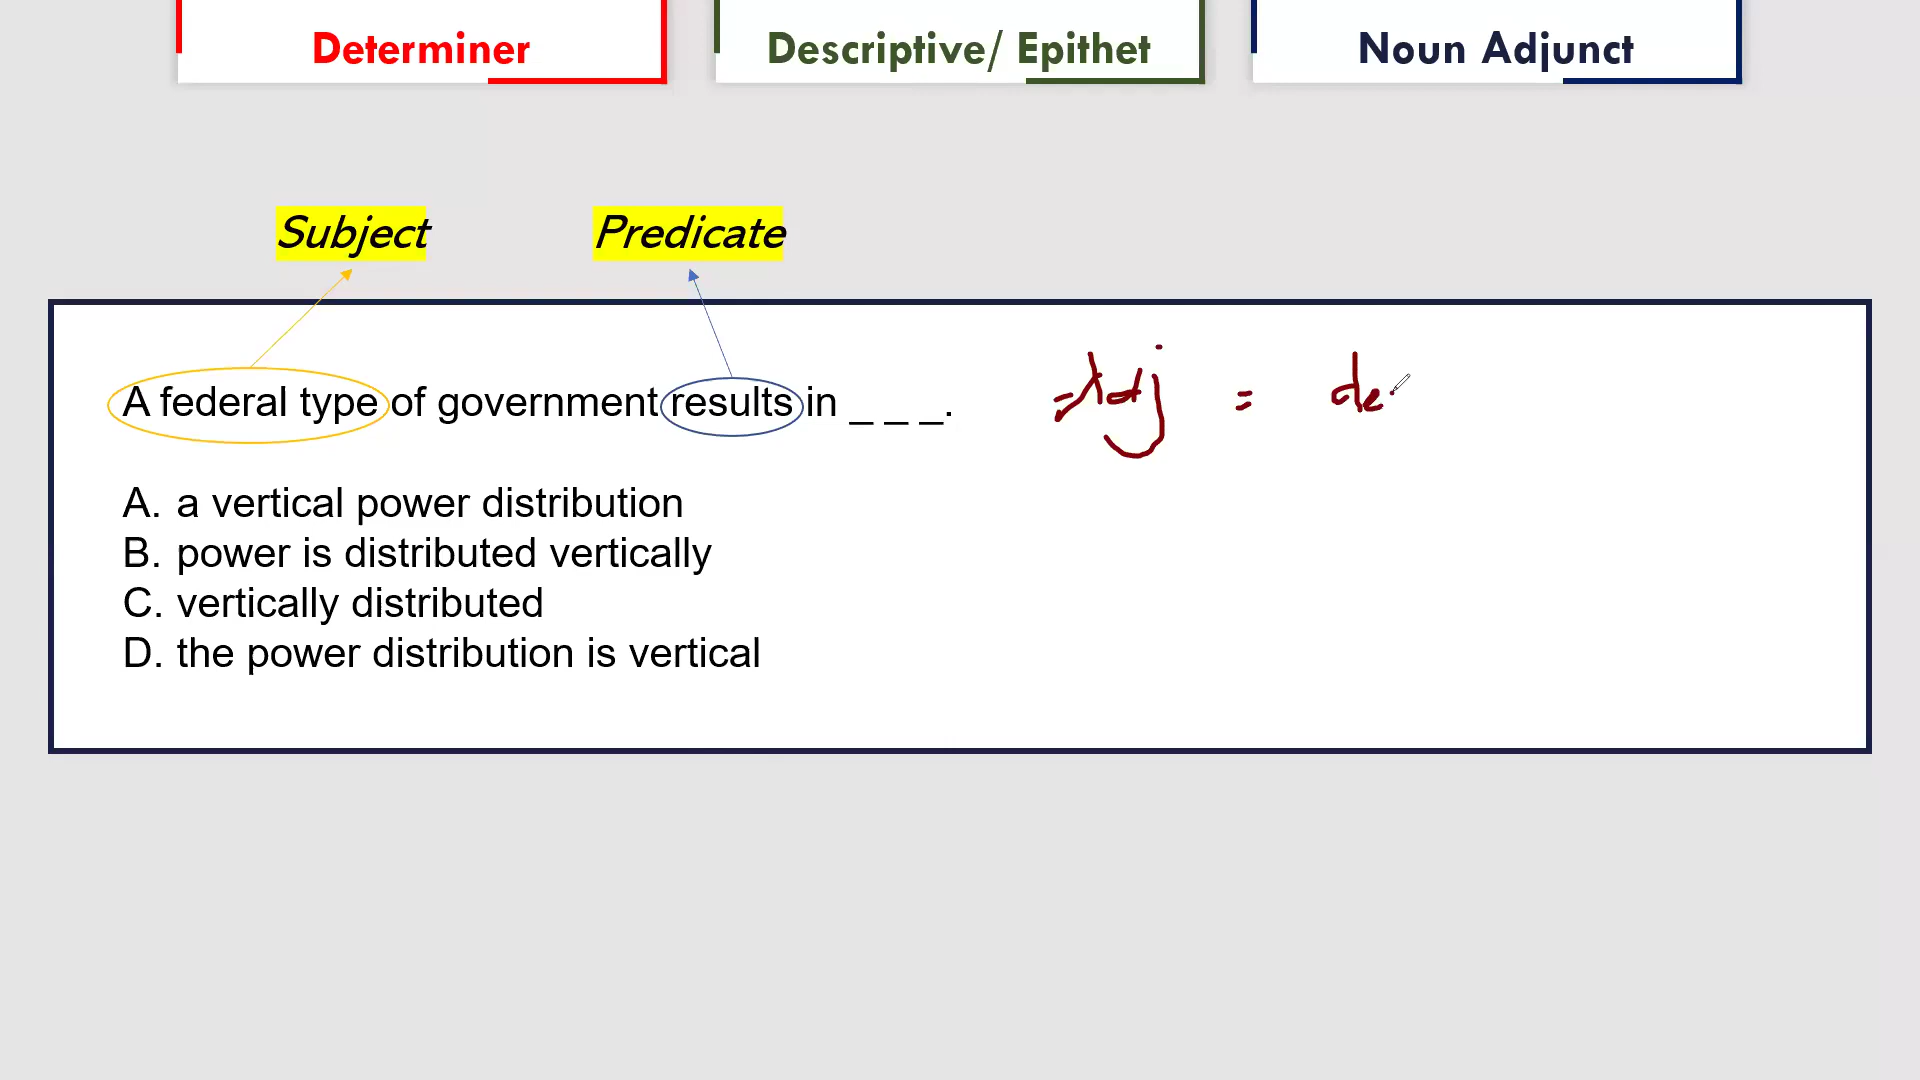 Determiner
Descriptive/ Epithet
Noun Adjunct
Subject
Predicate
A federal type of government results in _ _ _.
Adj = de
A. a vertical power distribution
B. power is distributed vertically
C. vertically distributed
D. the power distribution is vertical